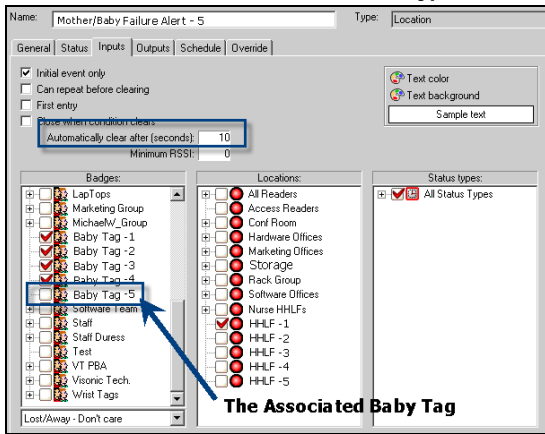 Name: Mother/Baby Failure Alert - 5 Type: Location
General Status Inputs Outputs Schedule Override
Initial event only
Can repeat before clearing
First entry
Close when condition clears
Automatically clear after (seconds): 10
Minimum RSSI: 0
Text color
Text background
Sample text
Badges:
LapTops
Marketing Group
MichaelW_Group
Baby Tag -1
Baby Tag -2
Baby Tag -3
Baby Tag -4
Baby Tag -5
Software Team
Staff
Staff Duress
Test
VT PBA
Visonic Tech.
Wrist Tags
Lost/Away - Don't care
Locations:
All Readers
Access Readers
Conf Room
Hardware Offices
Marketing Offices
Storage
Rack Group
Software Offices
Nurse HHLFs
HHLF -1
HHLF -2
HHLF -3
HHLF -4
HHLF -5
Status types:
All Status Types
The Associated Baby Tag